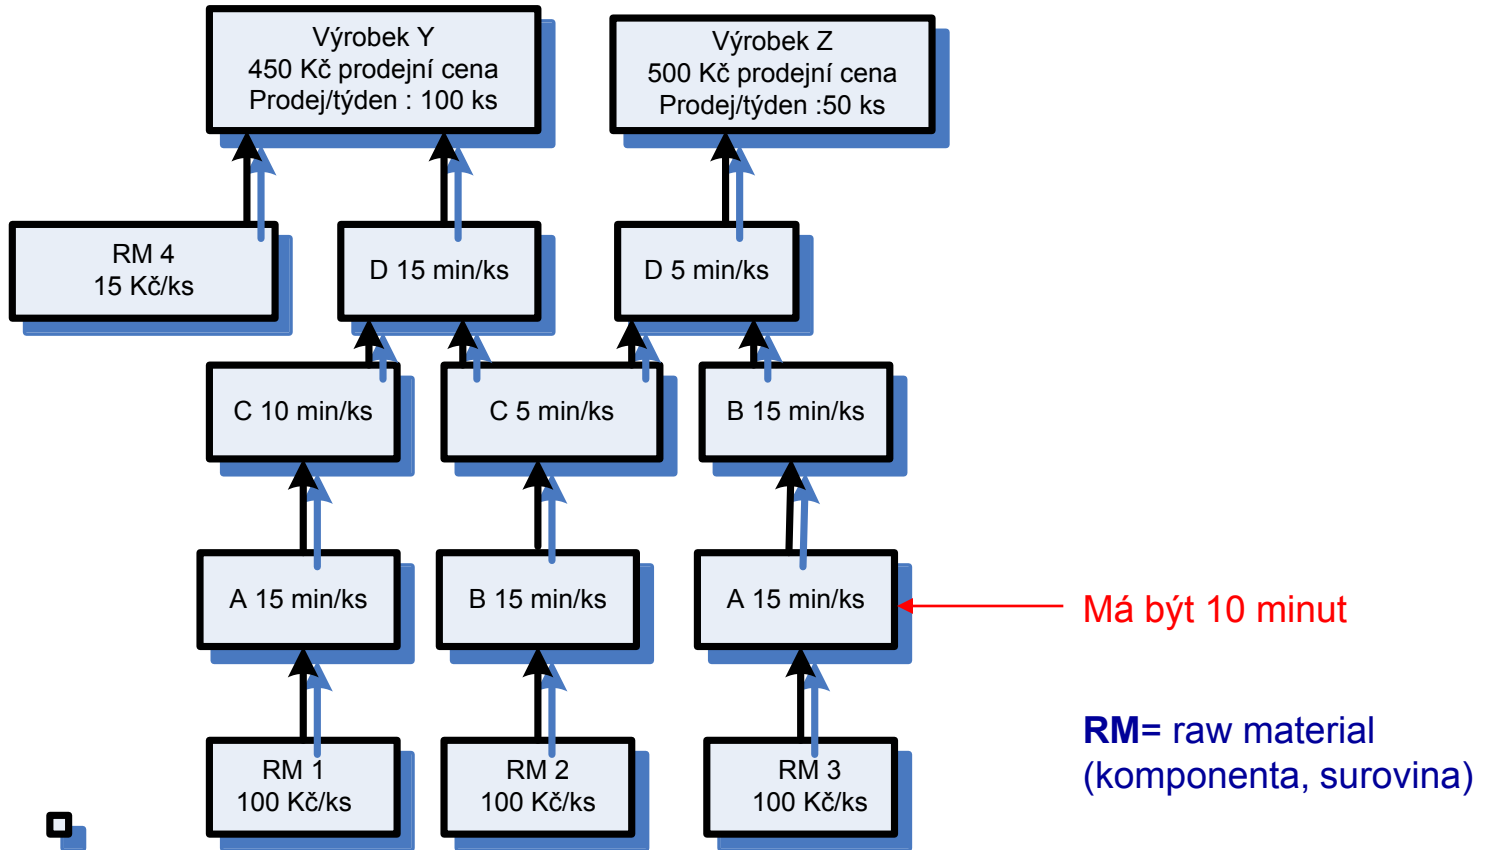 Výrobek Y
450 Kč prodejní cena
Prodej/týden : 100 ks
Výrobek Z
500 Kč prodejní cena
Prodej/týden :50 ks
RM 4
15 Kč/ks
D 15 min/ks
D 5 min/ks
C 10 min/ks
C 5 min/ks
B 15 min/ks
A 15 min/ks
B 15 min/ks
A 15 min/ks
Má být 10 minut
RM 1
100 Kč/ks
RM 2
100 Kč/ks
RM 3
100 Kč/ks
RM= raw material
(komponenta, surovina)